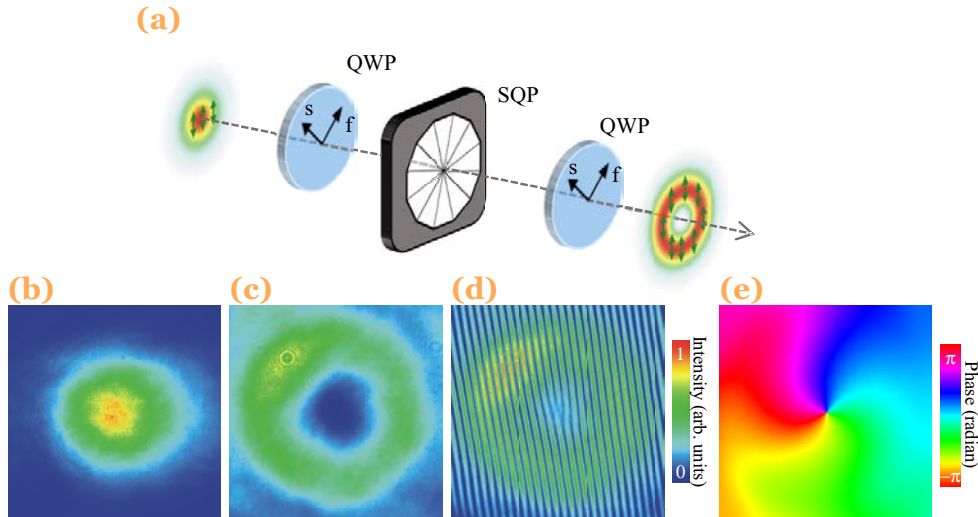 (a)
QWP
s
f
SQP
QWP
s
f
(b)
(c)
(d)
(e)
1
0
Intensity (arb. units)
π
−π
Phase (radian)